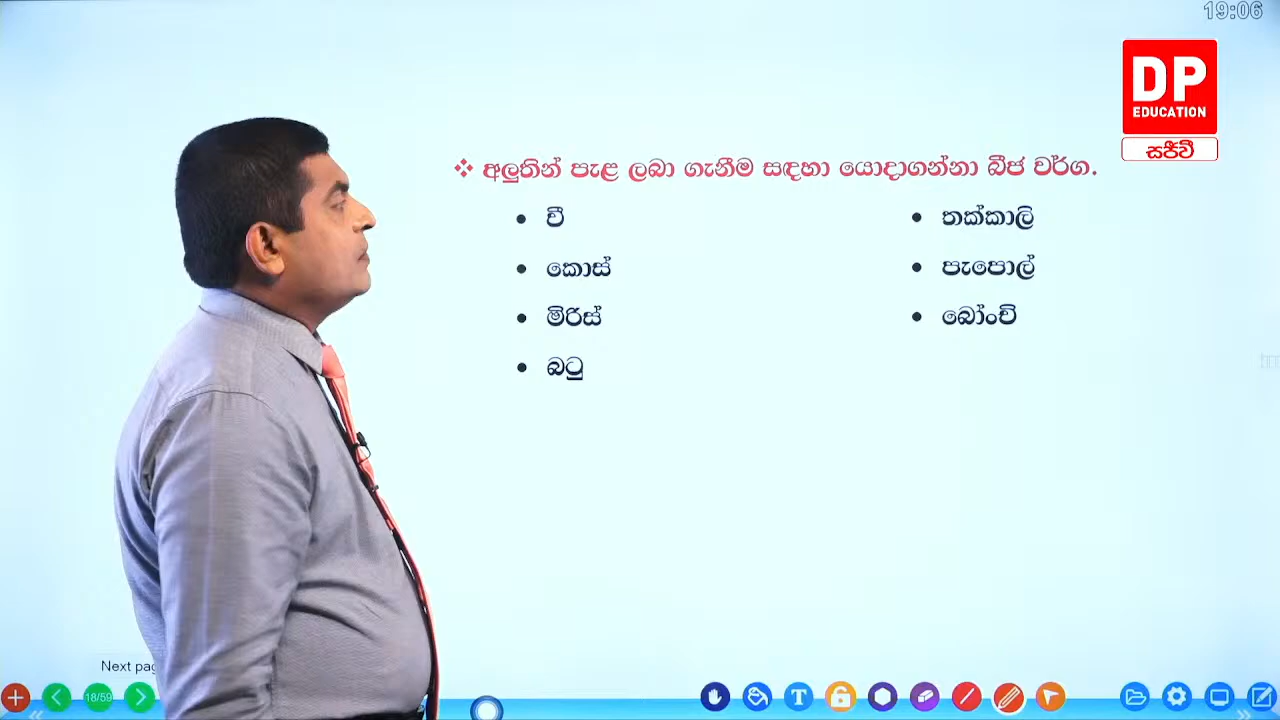 19:06
DP
EDUCATION
සජීවී
❖ අලුතින් පැළ ලබා ගැනීම සඳහා යොදාගන්නා බීජ වර්ග.
• වී
• කොස්
• මිරිස්
• බටු
• තක්කාලි
• පැපොල්
• බෝංචි
Next pag
18/59